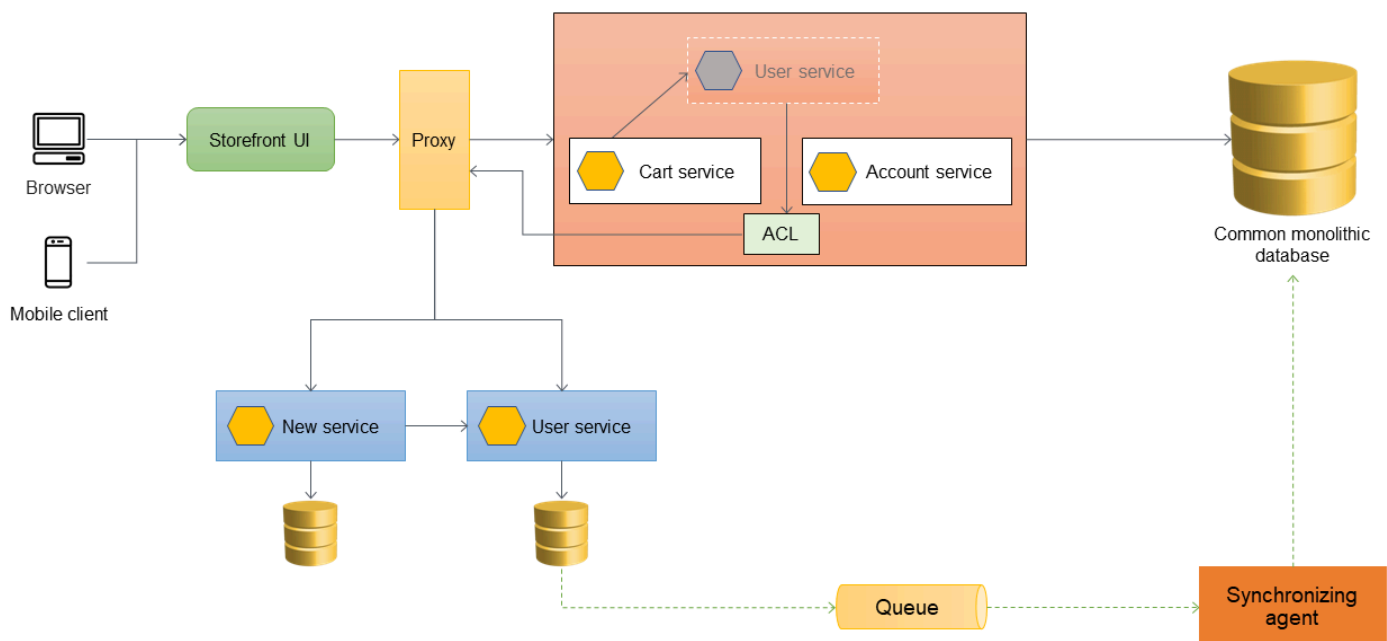 User service
Storefront UI
Proxy
Cart service
Account service
Browser
ACL
Common monolithic
database
Mobile client
New service
User service
Queue
Synchronizing
agent